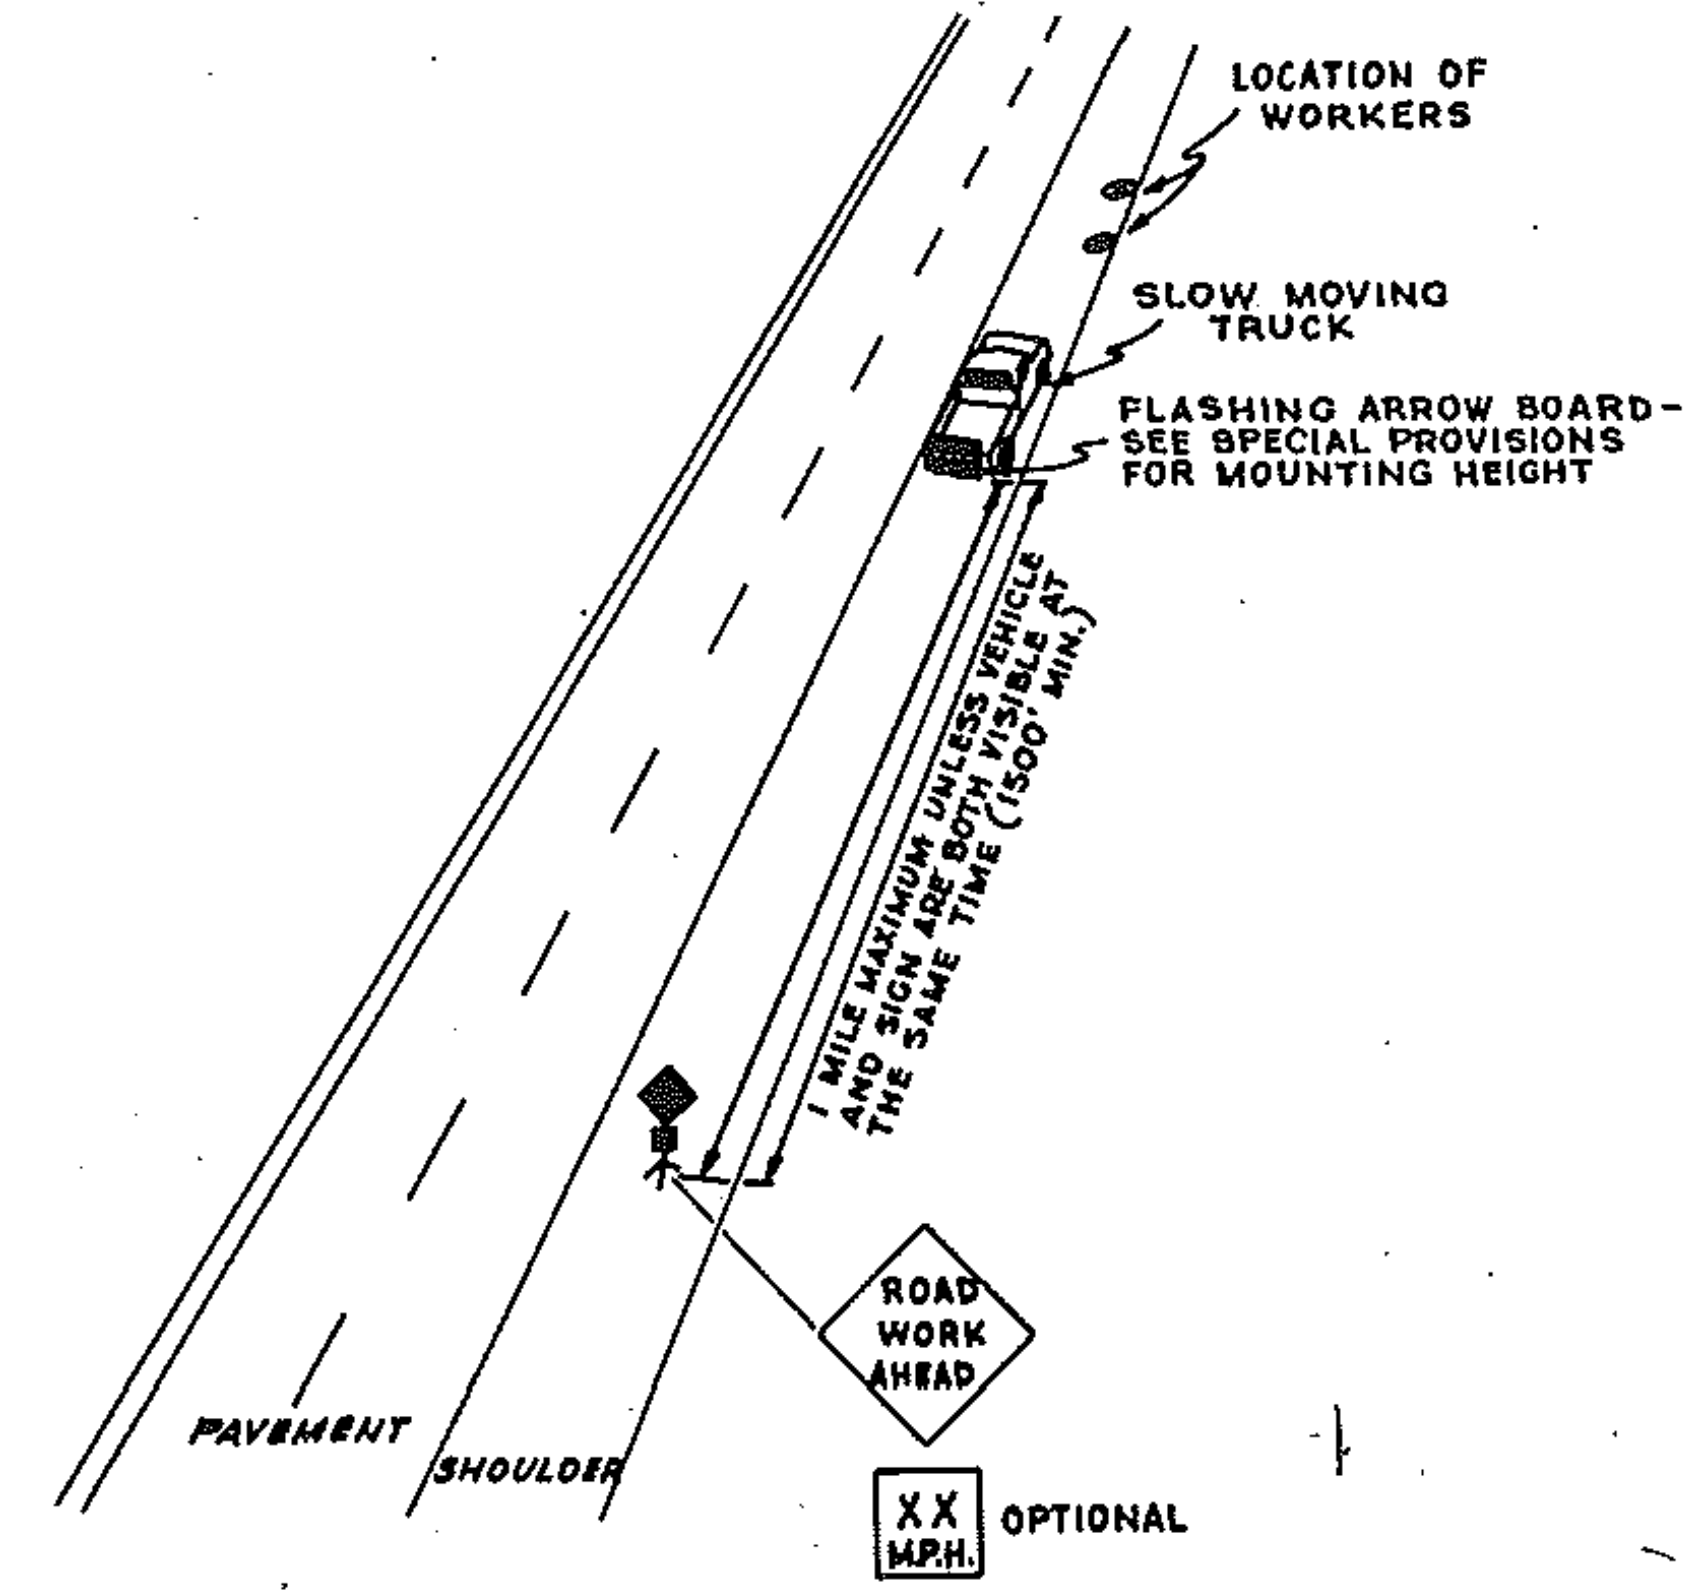 LOCATION OF
WORKERS
SLOW MOVING
TRUCK
FLASHING ARROW BOARD-
SEE SPECIAL PROVISIONS
FOR MOUNTING HEIGHT
1 MILE MAXIMUM UNLESS VEHICLE
AND SIGN ARE BOTH VISIBLE AT
THE SAME TIME (1500' MIN.)
ROAD
WORK
AHEAD
PAVEMENT
SHOULDER
XX
M.P.H.
OPTIONAL